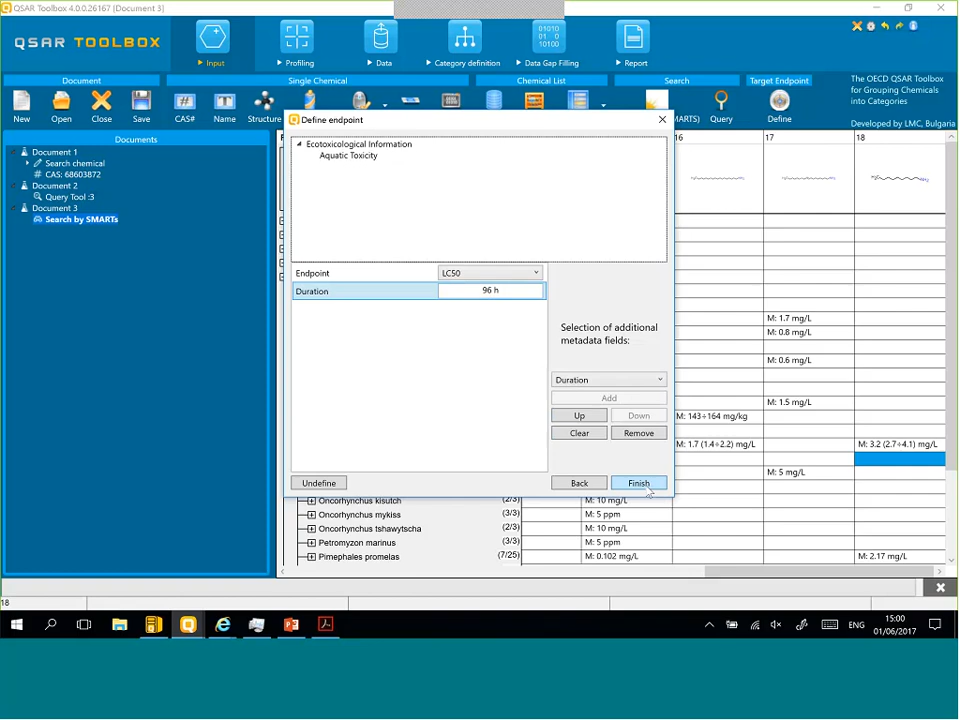 QSAR Toolbox 4.0.0.26167 [Document 3]
QSAR TOOLBOX
Input
Profiling
Data
Category definition
Data Gap Filling
Report
01 01
01 0
10100
Document
Single Chemical
Chemical List
Search
Target Endpoint
The OECD QSAR Toolbox
for Grouping Chemicals
into Categories
Developed by LMC, Bulgaria
New
Open
Close
Save
CAS#
Name
Structure
ARTS)
Query
Define
Documents
Document 1
Search chemical
CAS: 68603872
Document 2
Query Tool :3
Document 3
Search by SMARTs
Define endpoint
Ecotoxicological Information
Aquatic Toxicity
Endpoint
LC50
Duration
96 h
Selection of additional
metadata fields:
Duration
Add
Up
Down
Clear
Remove
Undefine
Back
Finish
16
17
18
M: 1.7 mg/L
M: 0.8 mg/L
M: 0.6 mg/L
M: 1.5 mg/L
M: 143÷164 mg/kg
M: 1.7 (1.4÷2.2) mg/L
M: 3.2 (2.7÷4.1) mg/L
M: 5 mg/L
Oncorhynchus kisutch
(2/3)
M: 10 mg/L
Oncorhynchus mykiss
(3/3)
M: 5 ppm
Oncorhynchus tshawytscha
(2/3)
M: 10 mg/L
Petromyzon marinus
(3/3)
M: 5 ppm
Pimephales promelas
(7/25)
M: 0.102 mg/L
M: 2.17 mg/L
18
ENG
15:00
01/06/2017